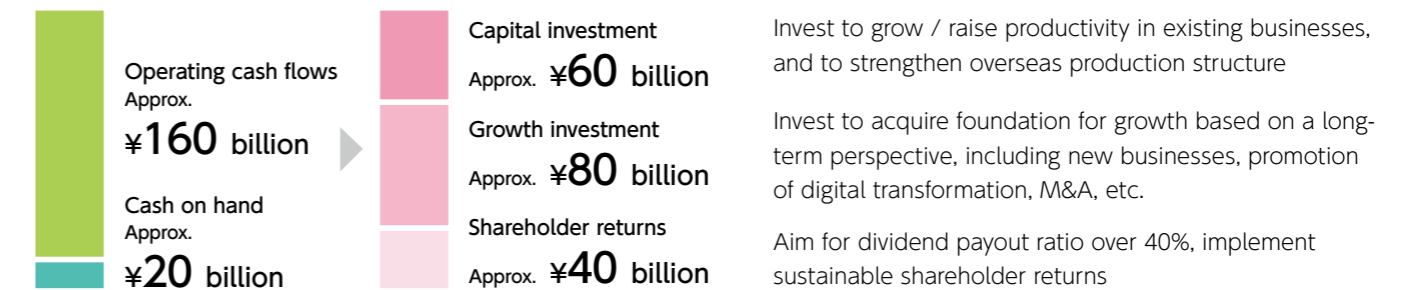 Operating cash flows
Approx.
¥160 billion
Cash on hand
Approx.
¥20 billion
Capital investment
Approx. ¥60 billion
Growth investment
Approx. ¥80 billion
Shareholder returns
Approx. ¥40 billion
Invest to grow / raise productivity in existing businesses,
and to strengthen overseas production structure
Invest to acquire foundation for growth based on a long-
term perspective, including new businesses, promotion
of digital transformation, M&A, etc.
Aim for dividend payout ratio over 40%, implement
sustainable shareholder returns